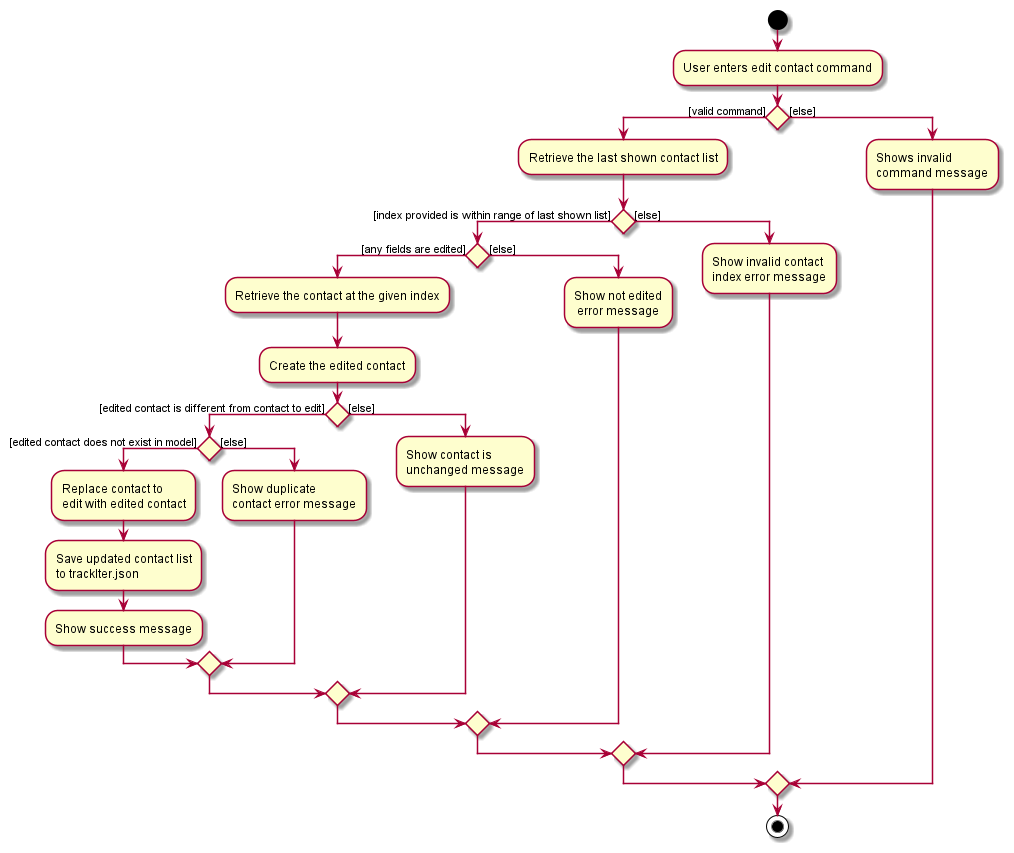 User enters edit contact command
[valid command]
[else]
Retrieve the last shown contact list
Shows invalid
command message
[index provided is within range of last shown list]
[else]
[any fields are edited]
[else]
Show invalid contact
index error message
Retrieve the contact at the given index
Show not edited
error message
Create the edited contact
[edited contact is different from contact to edit]
[else]
[edited contact does not exist in model]
[else]
Show contact is
unchanged message
Replace contact to
edit with edited contact
Show duplicate
contact error message
Save updated contact list
to trackIter.json
Show success message